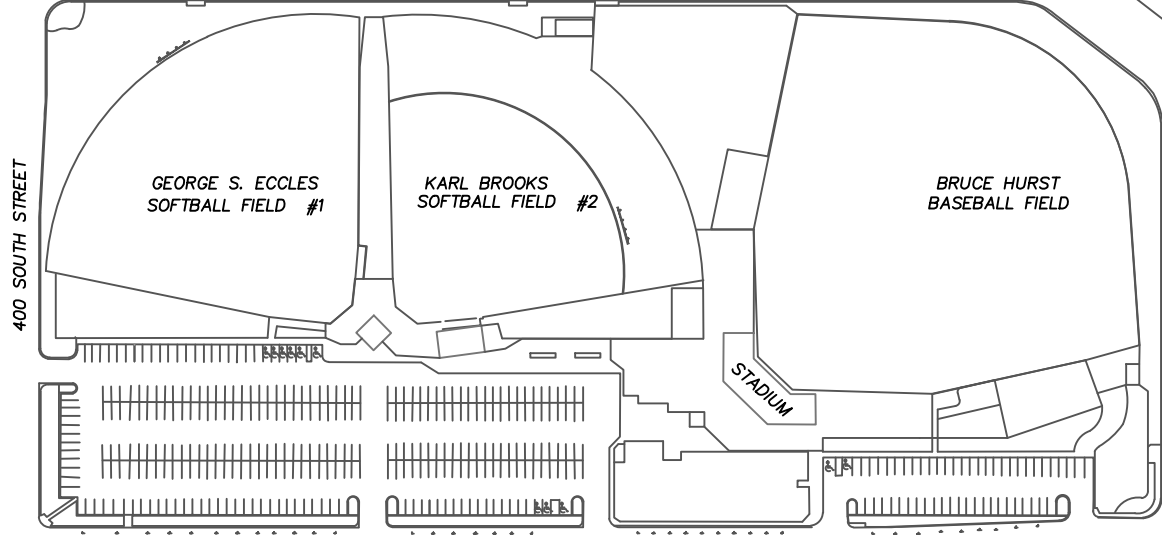 GEORGE S. ECCLES
SOFTBALL FIELD #1
KARL BROOKS
SOFTBALL FIELD #2
BRUCE HURST
BASEBALL FIELD
400 SOUTH STREET
STADIUM